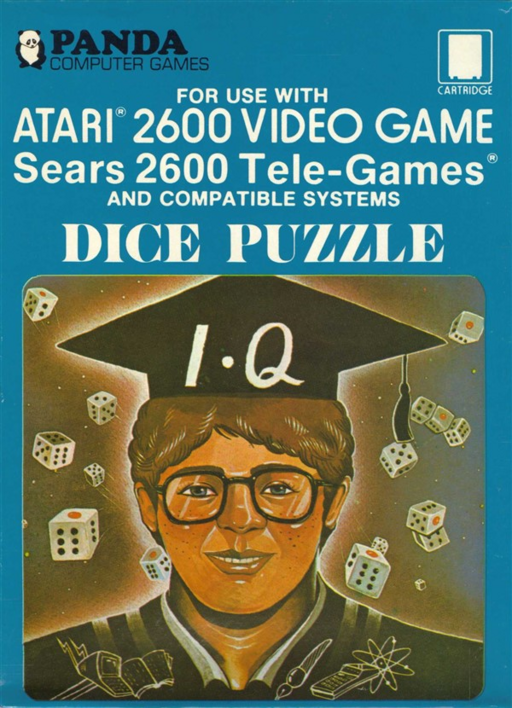 PANDA
COMPUTER GAMES
CARTRIDGE
FOR USE WITH
ATARI® 2600 VIDEO GAME
Sears 2600 Tele-Games®
AND COMPATIBLE SYSTEMS
DICE PUZZLE
I·Q